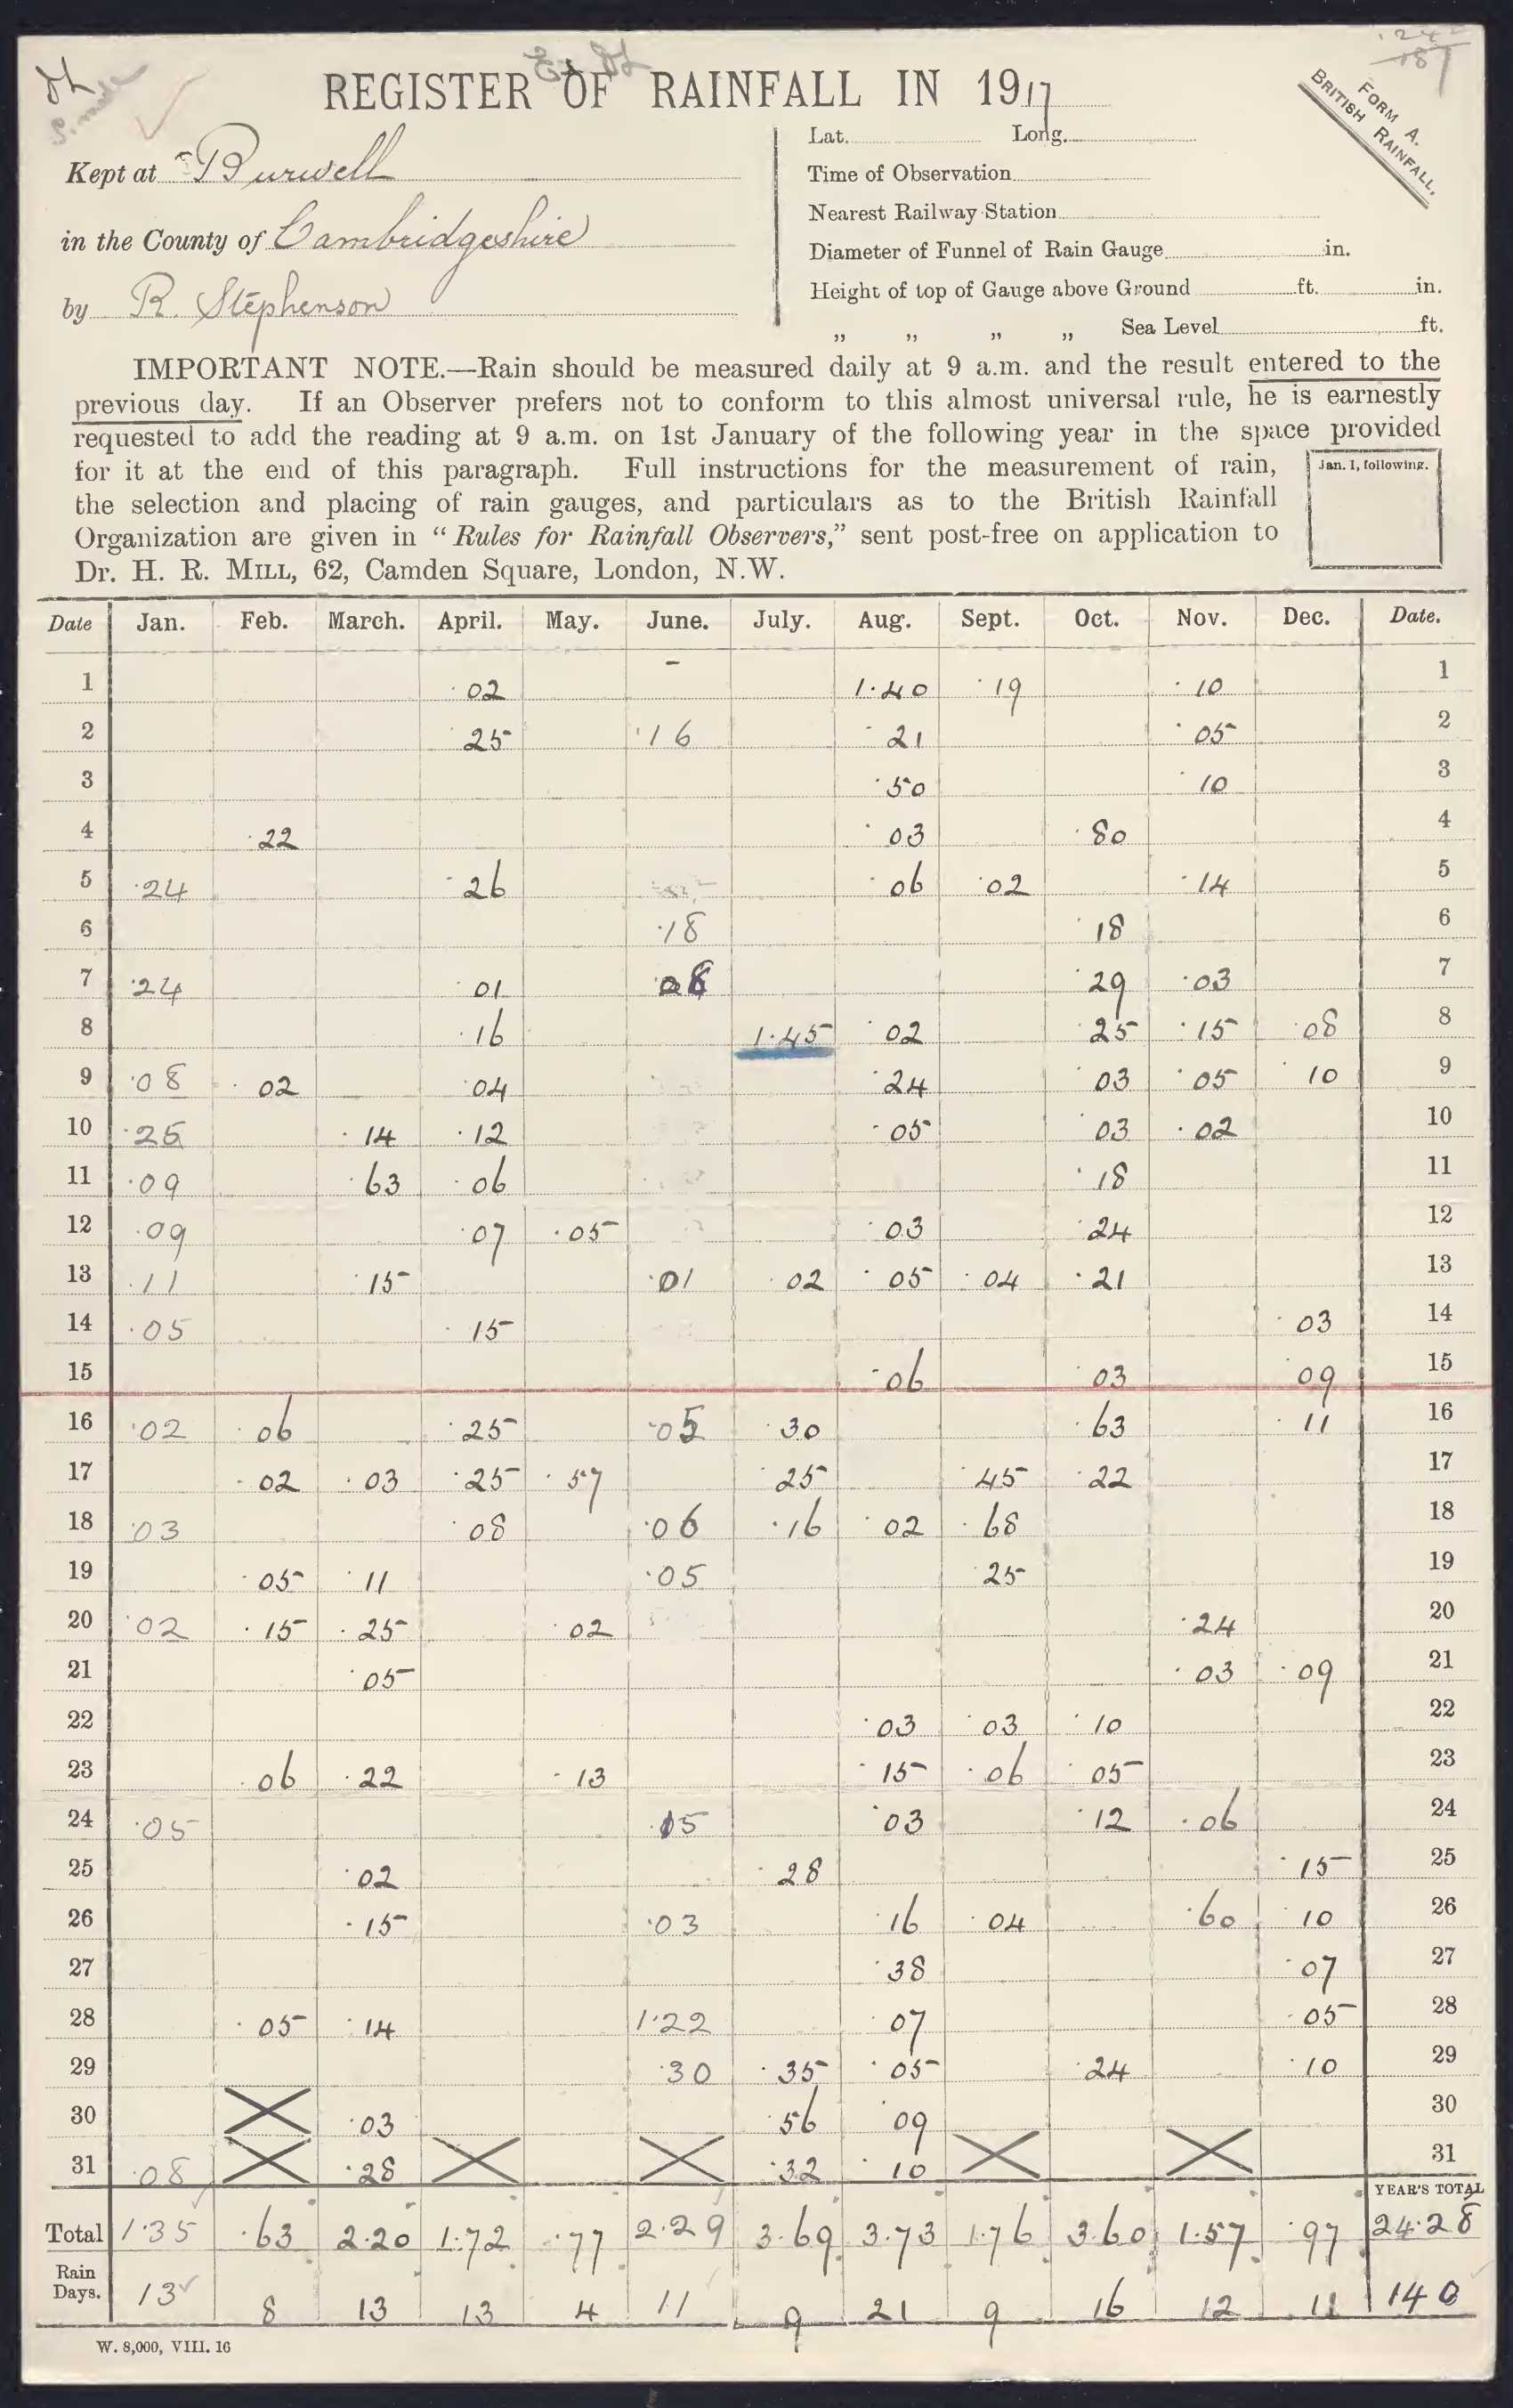 REGISTER OF RAINFALL IN 1917
FORM A.
BRITISH RAINFALL.
Kept at Burwell
in the County of Cambridgeshire
by R. Stephenson
Lat. Long.
Time of Observation
Nearest Railway Station
Diameter of Funnel of Rain Gauge in.
Height of top of Gauge above Ground ft. in.
„ „ „ „ Sea Level ft.
IMPORTANT NOTE.—Rain should be measured daily at 9 a.m. and the result entered to the
previous day. If an Observer prefers not to conform to this almost universal rule, he is earnestly
requested to add the reading at 9 a.m. on 1st January of the following year in the space provided
for it at the end of this paragraph. Full instructions for the measurement of rain,
the selection and placing of rain gauges, and particulars as to the British Rainfall
Organization are given in “Rules for Rainfall Observers,” sent post-free on application to
Dr. H. R. MILL, 62, Camden Square, London, N.W.
Jan. 1, following.
Date Jan. Feb. March. April. May. June. July. Aug. Sept. Oct. Nov. Dec. Date.
1 ·02 - 1·40 ·19 ·10 1
2 25 ·16 ·21 ·05 2
3 ·50 ·10 3
4 ·22 ·03 ·80 4
5 ·24 ·26 ·06 ·02 ·14 5
6 ·18 ·18 6
7 ·24 ·01 ·08 ·29 ·03 7
8 ·16 1·45 ·02 ·25 ·15 ·08 8
9 ·08 ·02 ·04 ·24 ·03 ·05 ·10 9
10 ·25 ·14 ·12 ·05 ·03 ·02 10
11 ·09 ·63 ·06 ·18 11
12 ·09 ·07 ·05 ·03 ·24 12
13 ·11 ·15 ·01 ·02 ·05 ·04 ·21 13
14 ·05 ·15 ·03 14
15 ·06 ·03 ·09 15
16 ·02 ·06 ·25 ·05 ·30 ·63 ·11 16
17 ·02 ·03 ·25 ·57 ·25 ·45 ·22 17
18 ·03 ·08 ·06 ·16 ·02 ·68 18
19 ·05 ·11 ·05 ·25 19
20 ·02 ·15 ·25 ·02 ·24 20
21 ·05 ·03 ·09 21
22 ·03 ·03 ·10 22
23 ·06 ·22 ·13 ·15 ·06 ·05 23
24 ·05 ·15 ·03 ·12 ·06 24
25 ·02 ·28 ·15 25
26 ·15 ·03 ·16 ·04 ·60 ·10 26
27 ·38 ·07 27
28 ·05 ·14 1·22 ·07 ·05 28
29 ·30 ·35 ·05 ·24 ·10 29
30 ·03 ·56 ·09 30
31 ·08 ·28 ·32 ·10 31
YEAR'S TOTAL
Total 1·35 ·63 2·20 1·72 ·77 2·29 3·69 3·73 1·76 3·60 1·57 ·97 24·28
Rain
Days. 13 8 13 13 4 11 9 21 9 16 12 11 140
W. 8,000, VIII. 16